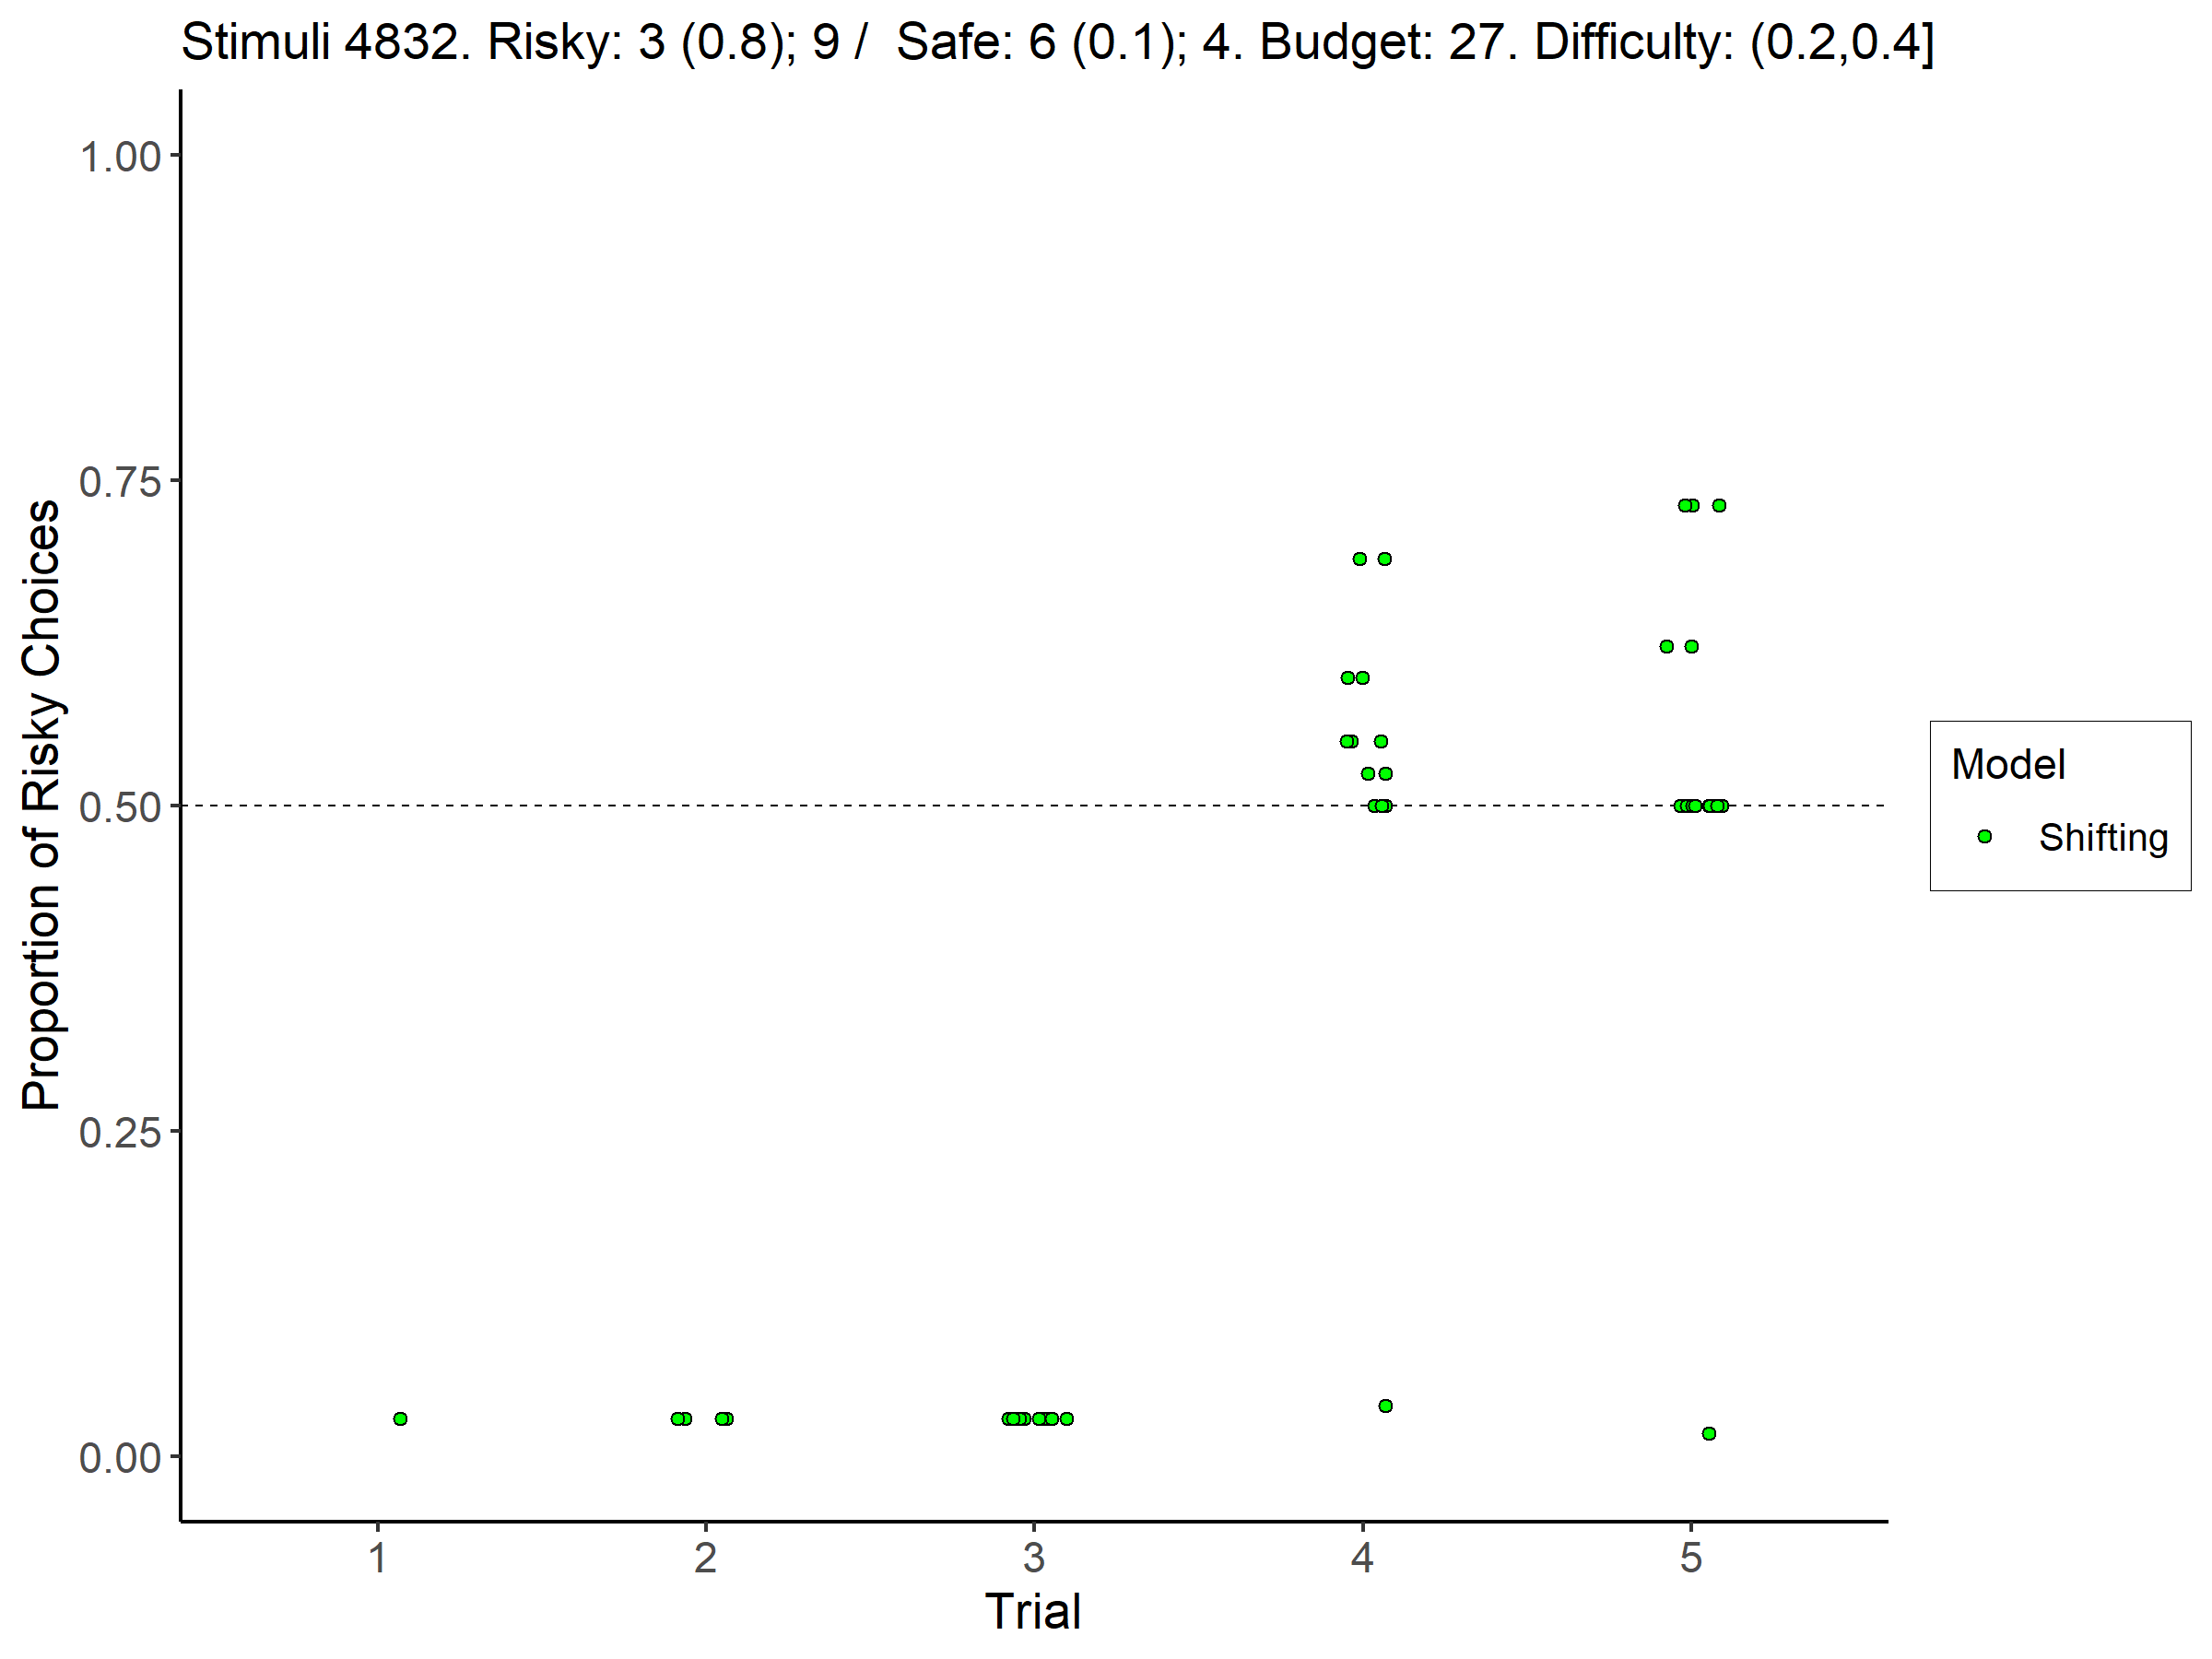 Stimuli 4832. Risky: 3 (0.8); 9 /  Safe: 6 (0.1); 4. Budget: 27. Difficulty: (0.2,0.4]
Proportion of Risky Choices
1.00
0.75
0.50
0.25
0.00
1 2 3 4 5
Trial
Model
Shifting